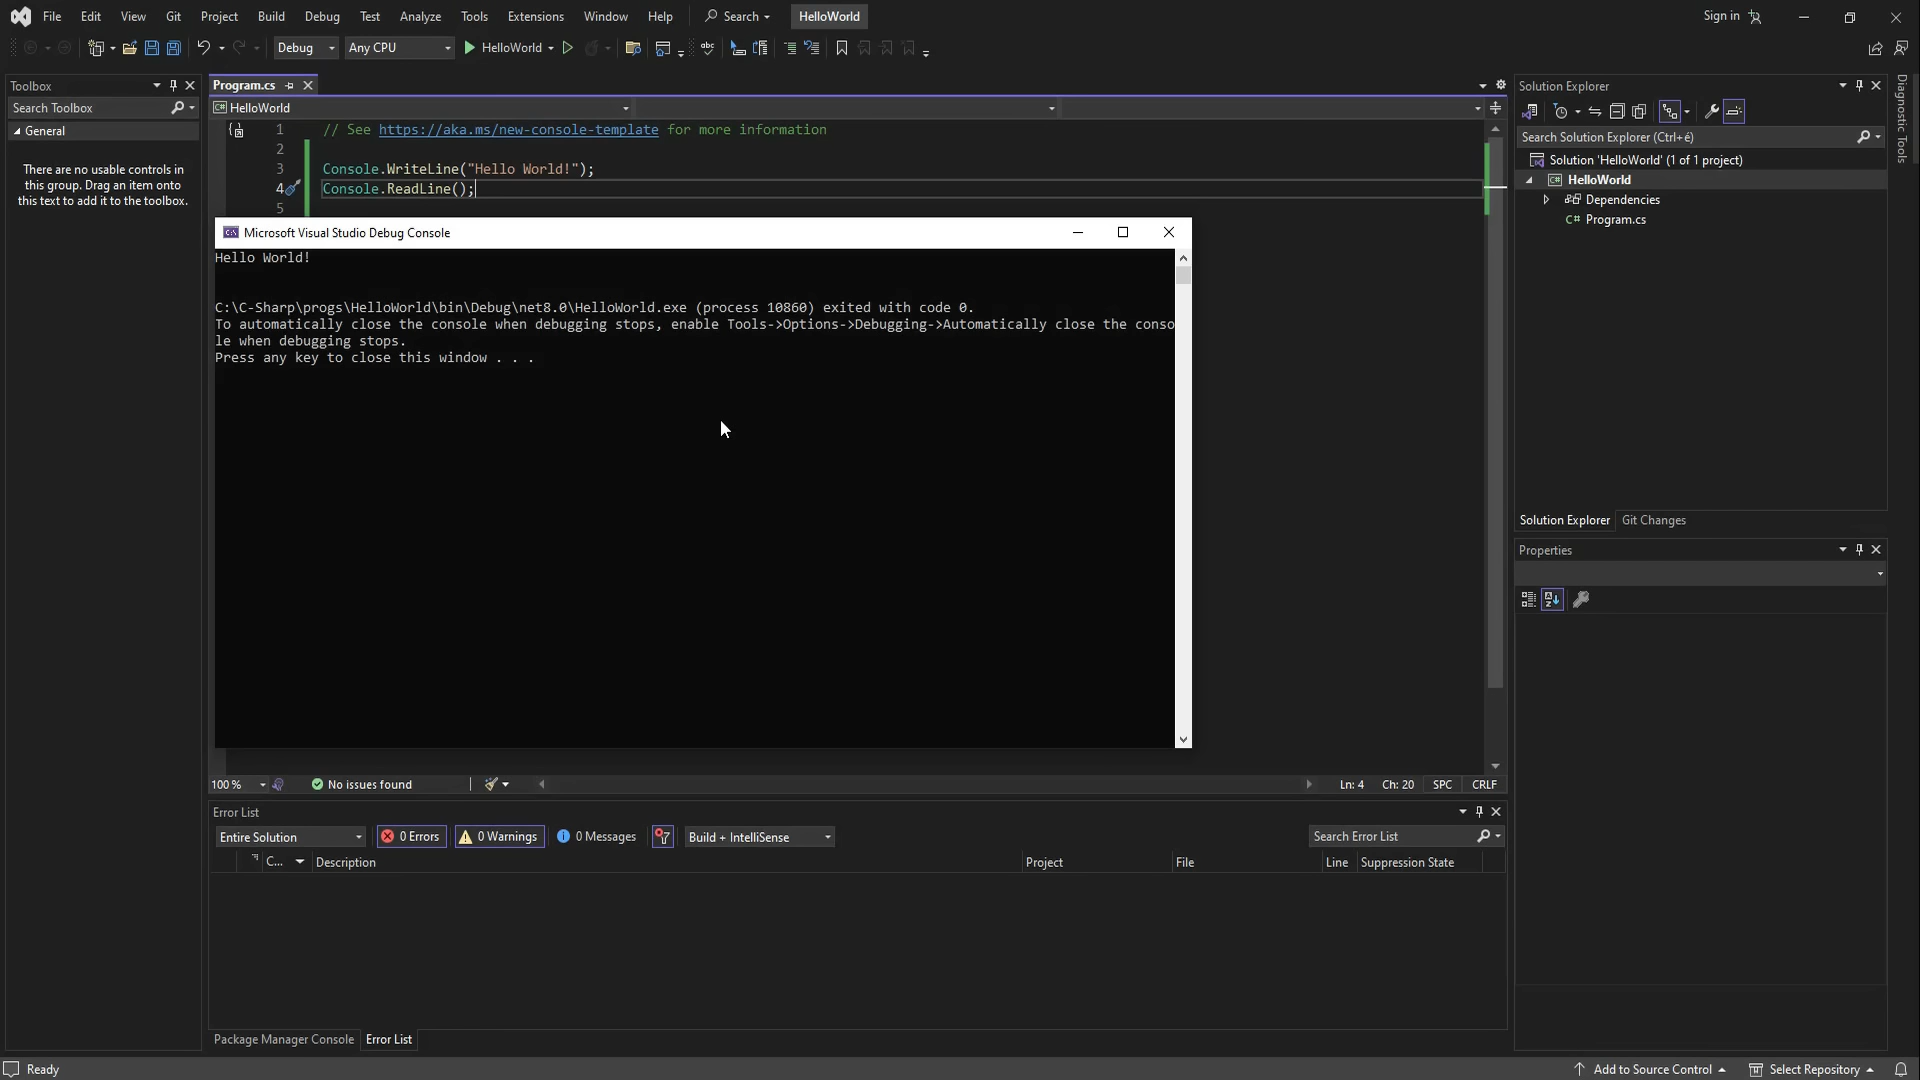 File Edit View Git Project Build Debug Test Analyze Tools Extensions Window Help Search HelloWorld Sign in
Debug Any CPU HelloWorld
Toolbox
Search Toolbox
General
There are no usable controls in
this group. Drag an item onto
this text to add it to the toolbox.
Program.cs
C# HelloWorld
1 // See https://aka.ms/new-console-template for more information
2
3 Console.WriteLine("Hello World!");
4 Console.ReadLine();
5
Microsoft Visual Studio Debug Console
Hello World!
C:\C-Sharp\progs\HelloWorld\bin\Debug\net8.0\HelloWorld.exe (process 10860) exited with code 0.
To automatically close the console when debugging stops, enable Tools->Options->Debugging->Automatically close the conso
le when debugging stops.
Press any key to close this window . . .
100 % No issues found Ln: 4 Ch: 20 SPC CRLF
Error List
Entire Solution 0 Errors 0 Warnings 0 Messages Build + IntelliSense Search Error List
C... Description Project File Line Suppression State
Package Manager Console Error List
Solution Explorer
Search Solution Explorer (Ctrl+é)
Solution 'HelloWorld' (1 of 1 project)
C# HelloWorld
Dependencies
C# Program.cs
Solution Explorer Git Changes
Properties
Diagnostic Tools
Ready Add to Source Control Select Repository